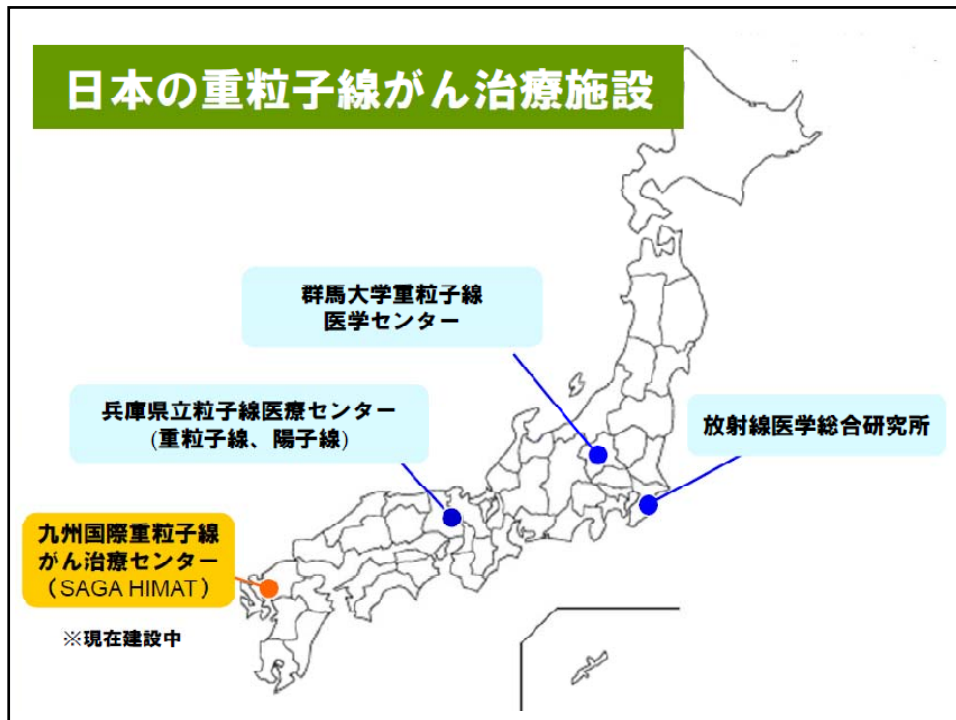 日本の重粒子線がん治療施設
群馬大学重粒子線
医学センター
兵庫県立粒子線医療センター
(重粒子線、陽子線)
放射線医学総合研究所
九州国際重粒子線
がん治療センター
（SAGA HIMAT）
※現在建設中